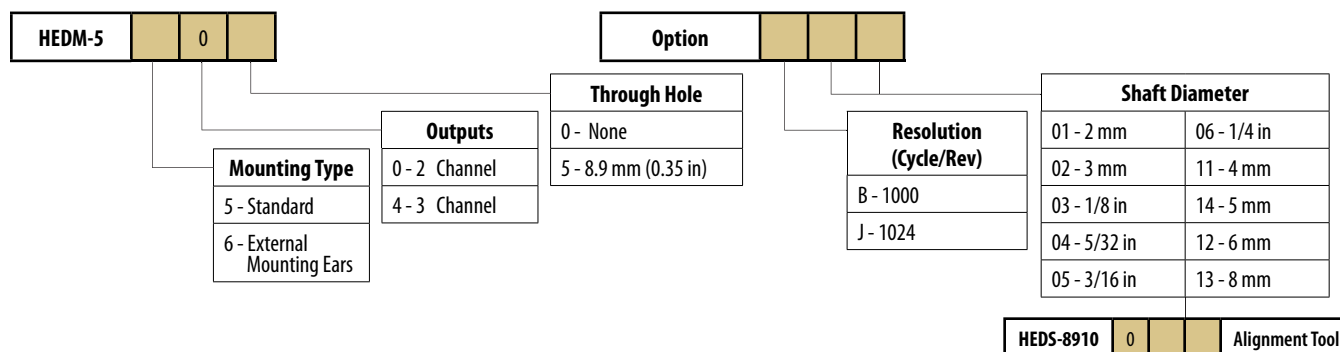 HEDM-5 0
Option
Through Hole
0 - None
5 - 8.9 mm (0.35 in)
Outputs
0 - 2 Channel
4 - 3 Channel
Mounting Type
5 - Standard
6 - External
Mounting Ears
Resolution
(Cycle/Rev)
B - 1000
J - 1024
Shaft Diameter
01 - 2 mm 06 - 1/4 in
02 - 3 mm 11 - 4 mm
03 - 1/8 in 14 - 5 mm
04 - 5/32 in 12 - 6 mm
05 - 3/16 in 13 - 8 mm
HEDS-8910 0 Alignment Tool